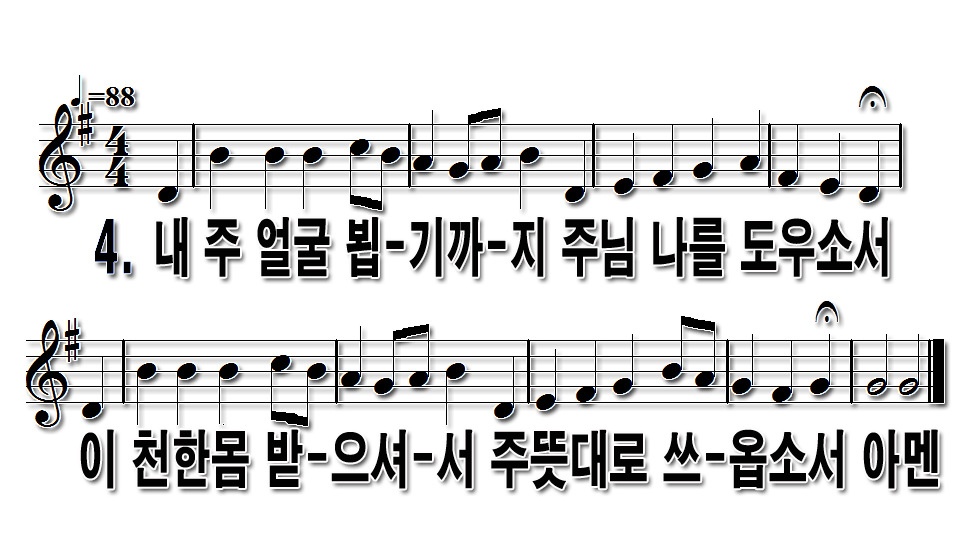 ♩=88
4. 내 주 얼굴 뵙-기까-지 주님 나를 도우소서
이 천한몸 받-으셔-서 주뜻대로 쓰-옵소서 아멘